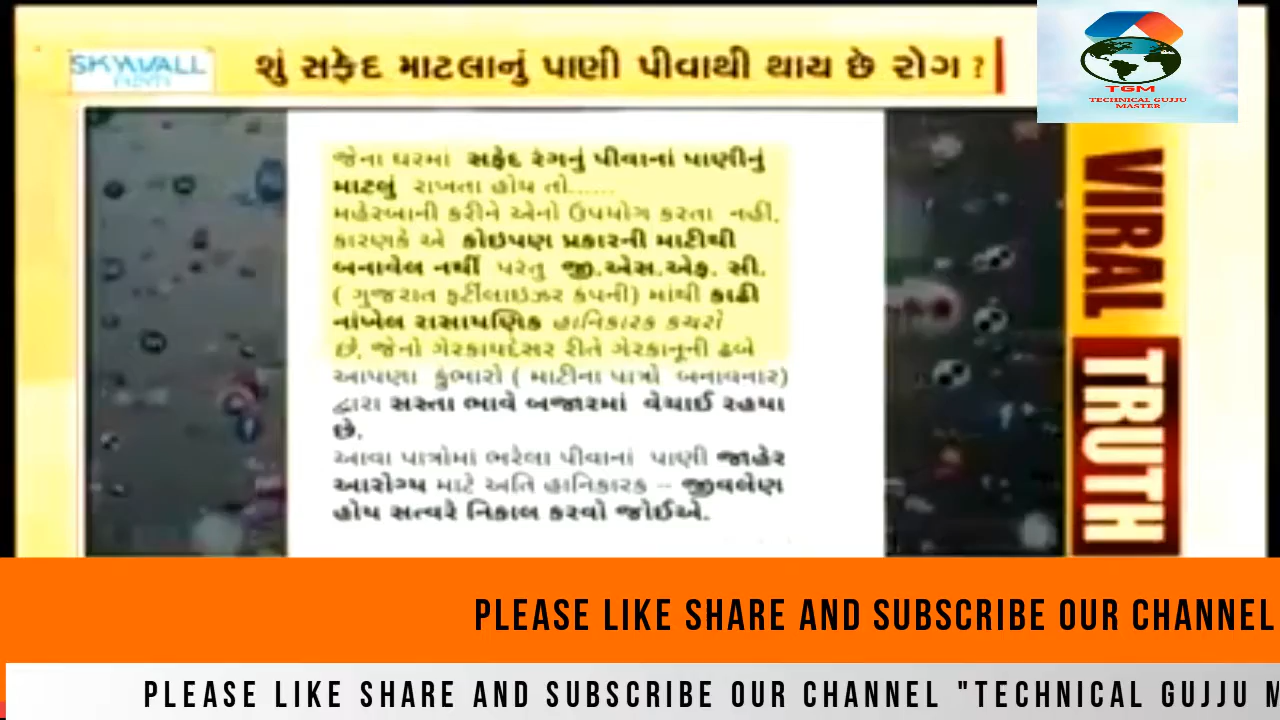 SKYWALL
શું સફેદ માટલાનું પાણી પીવાથી થાય છે રોગ ?
TGM
TECHNICAL GUJJU
MASTER
જેના ઘરમાં સફેદ રંગનું પીવાનાં પાણીનું
માટલું રાખતા હોય તો......
મહેરબાની કરીને એનો ઉપયોગ કરતા નહી.
કારણકે એ કોઈપણ પ્રકારની માટીથી
બનાવેલ નથી પરંતુ જી.એસ.એફ. સી.
( ગુજરાત ફર્ટીલાઇઝર કંપની) માંથી કાઢી
નાંખેલ રાસાયણિક હાનિકારક કચરો
છે, જેનો ગેરકાયદેસર રીતે ગેરકાનૂની ઢબે
આપણા કુંભારો ( માટીના પાત્રો બનાવનાર)
દ્વારા સસ્તા ભાવે બજારમાં વેચાઈ રહયા
છે.
આવા પાત્રોમાં ભરેલા પીવાનાં પાણી જાહેર
આરોગ્ય માટે અતિ હાનિકારક -- જીવલેણ
હોય સત્વરે નિકાલ કરવો જોઈએ.
VIRAL TRUTH
PLEASE LIKE SHARE AND SUBSCRIBE OUR CHANNEL
PLEASE LIKE SHARE AND SUBSCRIBE OUR CHANNEL "TECHNICAL GUJJU M